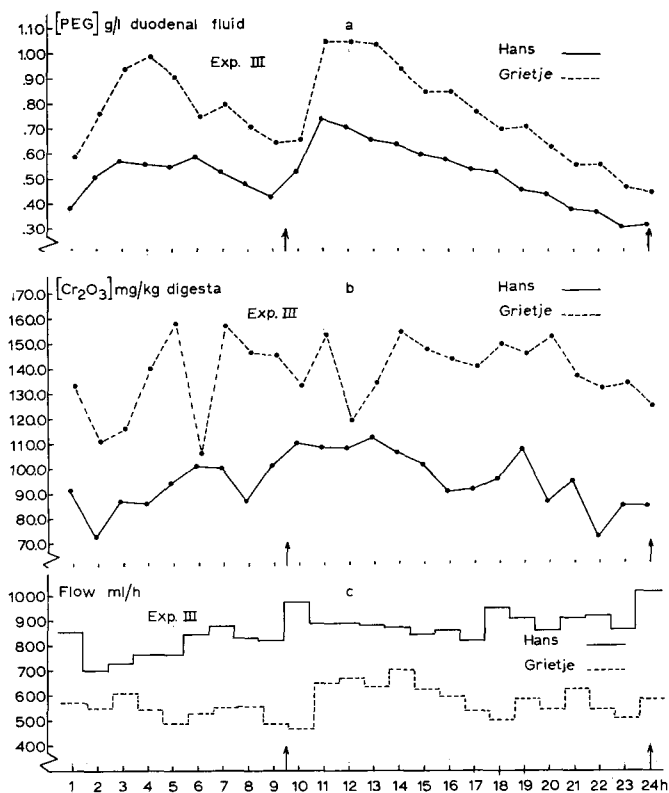 [PEG] g/l duodenal fluid
a
Exp. III
Hans
Grietje
1.10
1.00
.90
.80
.70
.60
.50
.40
.30
[Cr2O3] mg/kg digesta
b
Exp. III
Hans
Grietje
170.0
160.0
150.0
140.0
130.0
120.0
110.0
100.0
90.0
80.0
70.0
Flow ml/h
c
Exp. III
Hans
Grietje
1000
900
800
700
600
500
400
1 2 3 4 5 6 7 8 9 10 11 12 13 14 15 16 17 18 19 20 21 22 23 24h